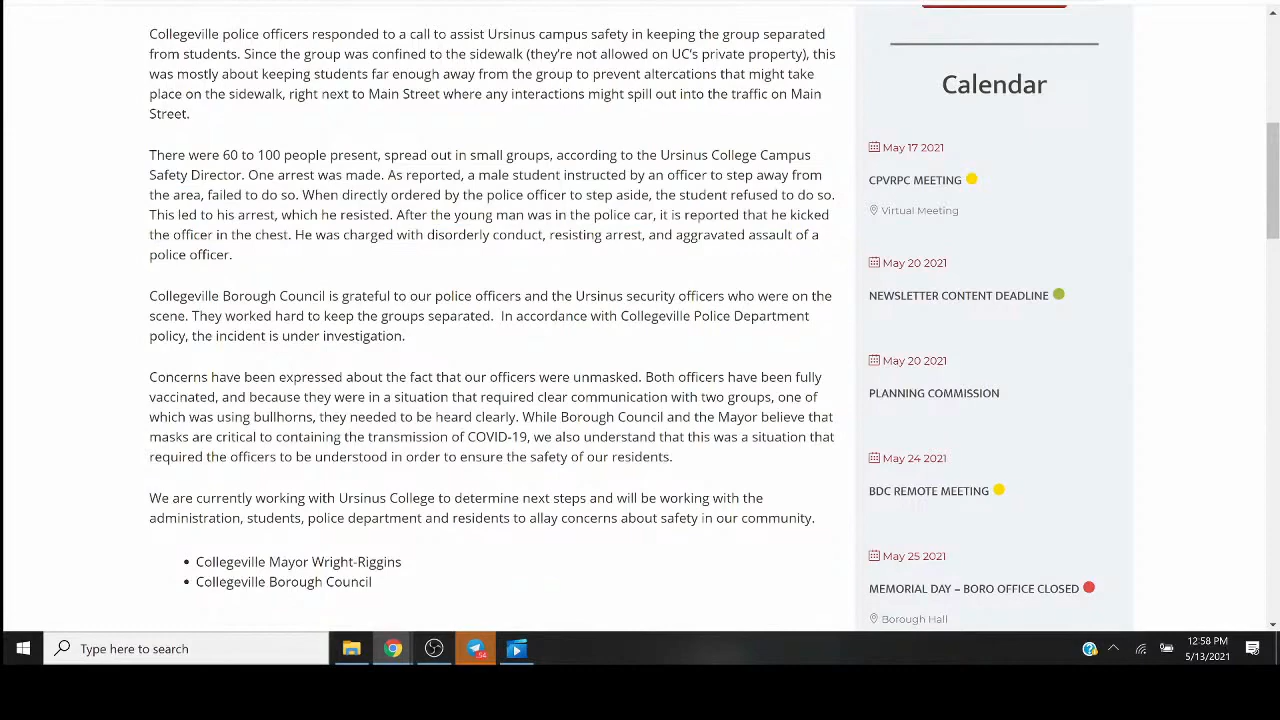 Collegeville police officers responded to a call to assist Ursinus campus safety in keeping the group separated
from students. Since the group was confined to the sidewalk (they’re not allowed on UC’s private property), this
was mostly about keeping students far enough away from the group to prevent altercations that might take
place on the sidewalk, right next to Main Street where any interactions might spill out into the traffic on Main
Street.
There were 60 to 100 people present, spread out in small groups, according to the Ursinus College Campus
Safety Director. One arrest was made. As reported, a male student instructed by an officer to step away from
the area, failed to do so. When directly ordered by the police officer to step aside, the student refused to do so.
This led to his arrest, which he resisted. After the young man was in the police car, it is reported that he kicked
the officer in the chest. He was charged with disorderly conduct, resisting arrest, and aggravated assault of a
police officer.
Collegeville Borough Council is grateful to our police officers and the Ursinus security officers who were on the
scene. They worked hard to keep the groups separated.  In accordance with Collegeville Police Department
policy, the incident is under investigation.
Concerns have been expressed about the fact that our officers were unmasked. Both officers have been fully
vaccinated, and because they were in a situation that required clear communication with two groups, one of
which was using bullhorns, they needed to be heard clearly. While Borough Council and the Mayor believe that
masks are critical to containing the transmission of COVID-19, we also understand that this was a situation that
required the officers to be understood in order to ensure the safety of our residents.
We are currently working with Ursinus College to determine next steps and will be working with the
administration, students, police department and residents to allay concerns about safety in our community.
• Collegeville Mayor Wright-Riggins
• Collegeville Borough Council
Calendar
May 17 2021
CPVRPC MEETING
Virtual Meeting
May 20 2021
NEWSLETTER CONTENT DEADLINE
May 20 2021
PLANNING COMMISSION
May 24 2021
BDC REMOTE MEETING
May 25 2021
MEMORIAL DAY – BORO OFFICE CLOSED
Borough Hall
Type here to search
54
12:58 PM
5/13/2021